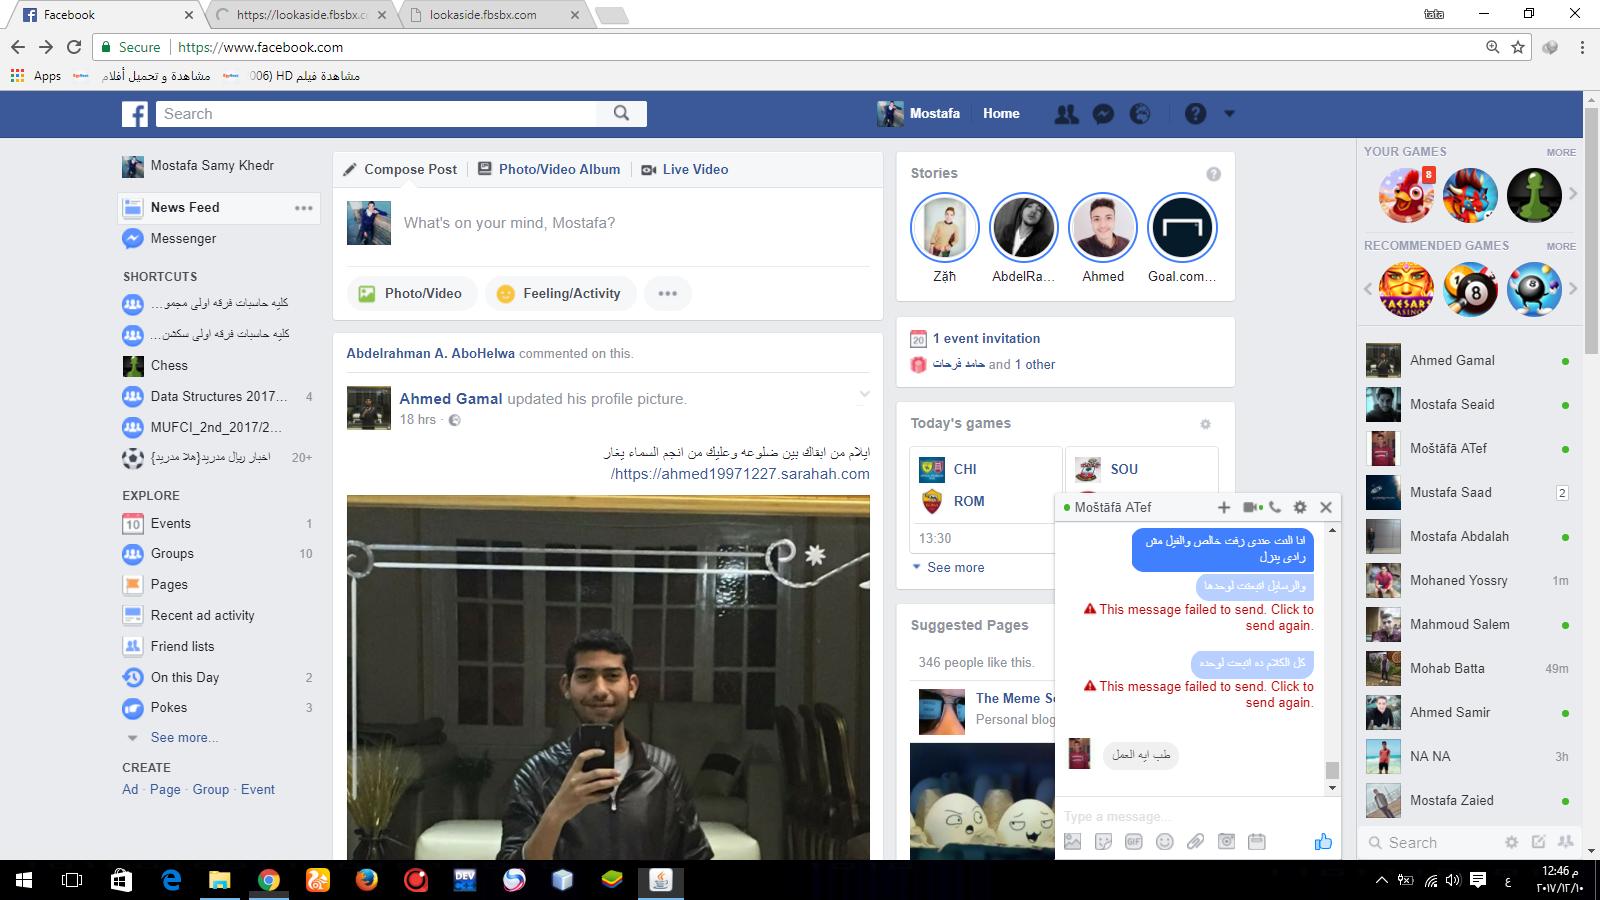 Facebook
https://lookaside.fbsbx.c
lookaside.fbsbx.com
tata
Secure
https://www.facebook.com
Apps
مشاهدة و تحميل أفلام
مشاهدة فيلم HD (006
Search
Mostafa
Home
Mostafa Samy Khedr
News Feed
Messenger
SHORTCUTS
كليه حاسبات فرقه اولى مجمو...
كليه حاسبات فرقه اولى سكشن...
Chess
Data Structures 2017...
4
MUFCI_2nd_2017/2...
اخبار ريال مدريد{هلا مدريد}
20+
EXPLORE
Events
1
Groups
10
Pages
Recent ad activity
Friend lists
On this Day
2
Pokes
3
See more...
CREATE
Ad · Page · Group · Event
Compose Post
Photo/Video Album
Live Video
What's on your mind, Mostafa?
Photo/Video
Feeling/Activity
Abdelrahman A. AboHelwa commented on this.
Ahmed Gamal updated his profile picture.
18 hrs ·
ايلام من ابقاك بين ضلوعه وعليك من انجم السماء يغار
https://ahmed19971227.sarahah.com/
Stories
Zặħ
AbdelRa...
Ahmed
Goal.com...
20
1 event invitation
حامد فرحات and 1 other
Today's games
CHI
ROM
13:30
SOU
See more
Suggested Pages
346 people like this.
The Meme Sc
Personal blog
Moštāfā ATef
انا النت عندى زفت خالص والفيل مش
رادى ينزل
والرسايل اتبعتت لوحدها
This message failed to send. Click to
send again.
كل الكلام ده اتبعت لوحده
This message failed to send. Click to
send again.
طب ايه العمل
Type a message...
GIF
YOUR GAMES
MORE
8
RECOMMENDED GAMES
MORE
CAESARS
CASINO
8
8
Ahmed Gamal
Mostafa Seaid
Moštāfā ATef
Mustafa Saad
2
Mostafa Abdalah
Mohaned Yossry
1m
Mahmoud Salem
Mohab Batta
49m
Ahmed Samir
NA NA
3h
Mostafa Zaied
Search
DEV
ع
12:46 م
٢٠١٧/١٢/١٠